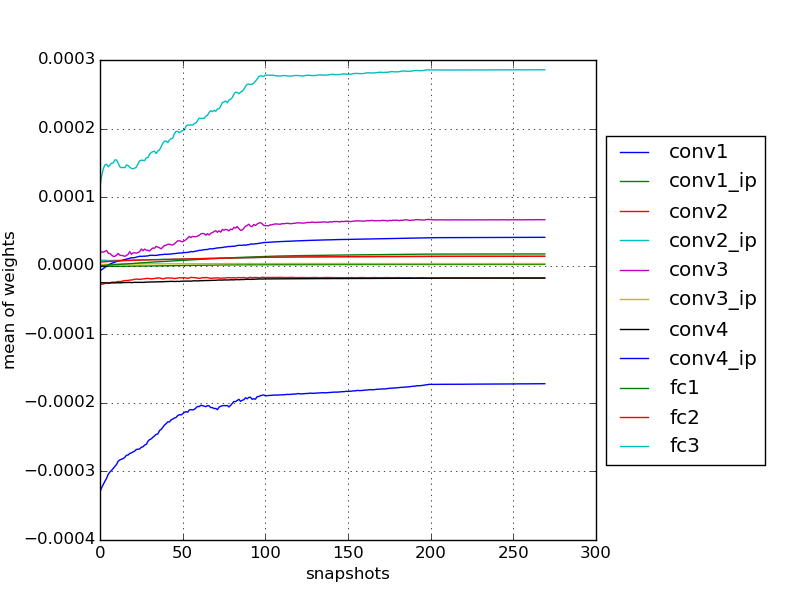 0.0003
0.0002
0.0001
0.0000
−0.0001
−0.0002
−0.0003
−0.0004
mean of weights
0 50 100 150 200 250 300
snapshots
conv1
conv1_ip
conv2
conv2_ip
conv3
conv3_ip
conv4
conv4_ip
fc1
fc2
fc3